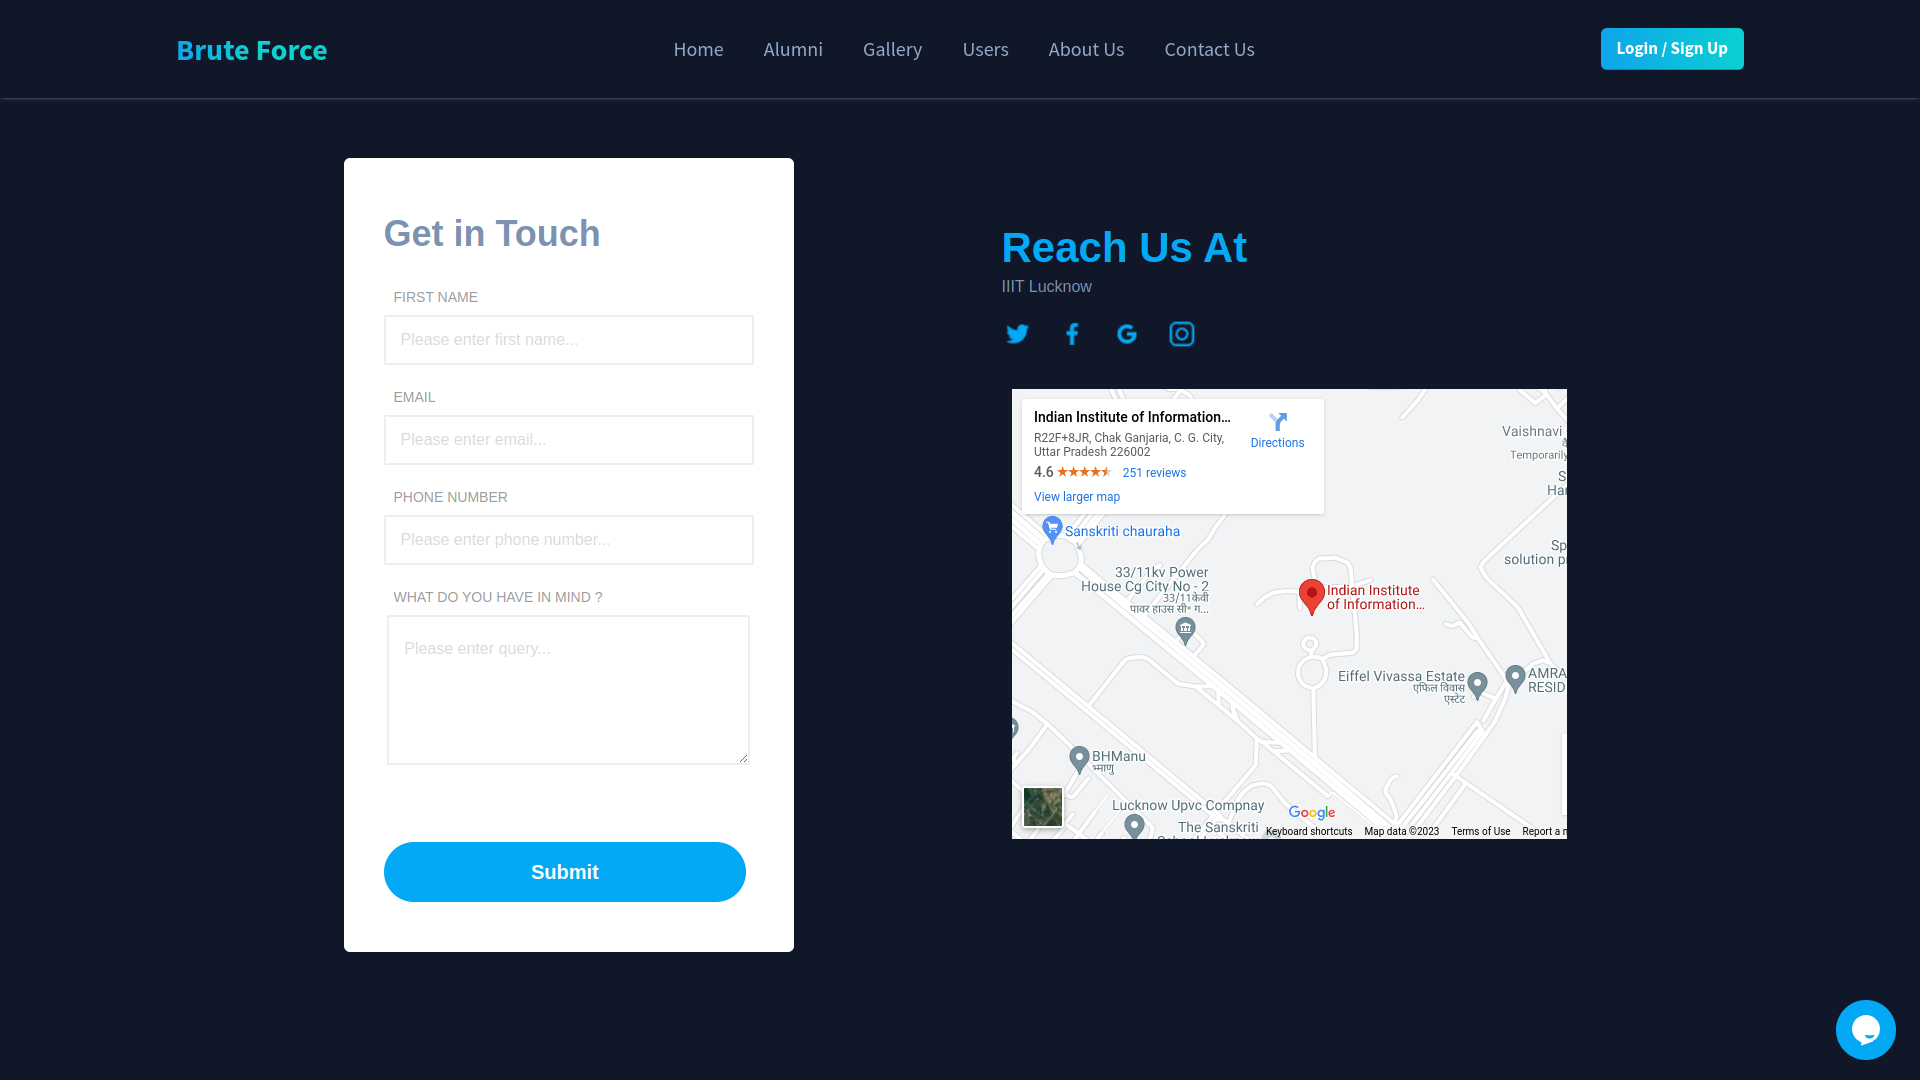 Brute Force
Home
Alumni
Gallery
Users
About Us
Contact Us
Login / Sign Up
Get in Touch
FIRST NAME
Please enter first name...
EMAIL
Please enter email...
PHONE NUMBER
Please enter phone number...
WHAT DO YOU HAVE IN MIND ?
Please enter query...
Submit
Reach Us At
IIIT Lucknow
Indian Institute of Information...
R22F+8JR, Chak Ganjaria, C. G. City,
Uttar Pradesh 226002
4.6
251 reviews
View larger map
Directions
Vaishnavi
Temporarily
S
Har
Sanskriti chauraha
Sp
solution p
33/11kv Power
House Cg City No - 2
33/11केवी
पावर हाउस सी॰ ग...
Indian Institute
of Information...
Eiffel Vivassa Estate
एफिल विवास
एस्टेट
AMRA
RESID
BHManu
भ्माणु
Lucknow Upvc Compnay
The Sanskriti
Google
Keyboard shortcuts
Map data ©2023
Terms of Use
Report a